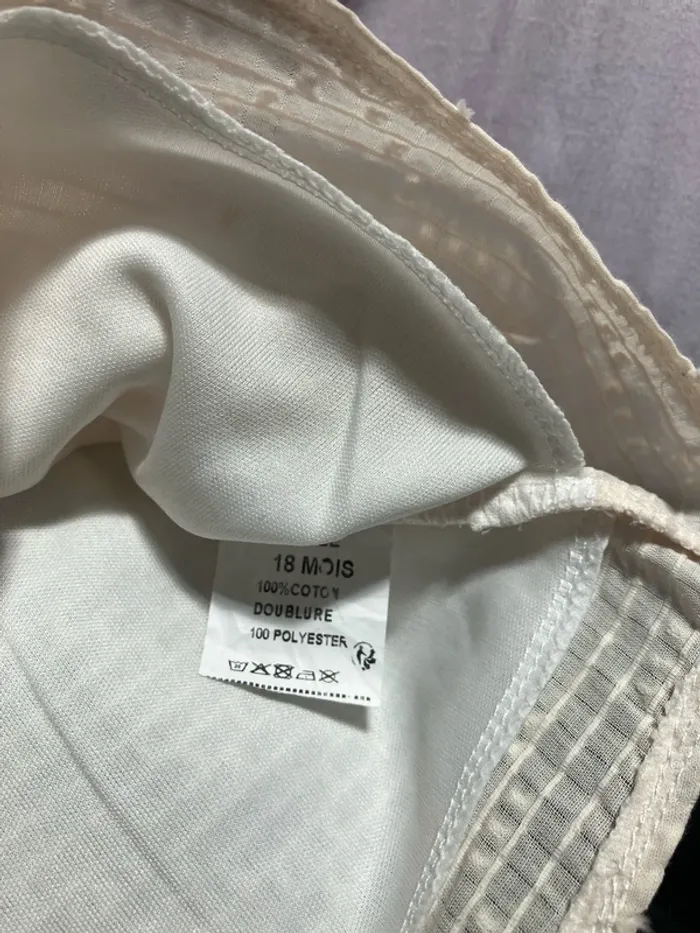 18 MOIS
100%COTON
DOUBLURE
100 POLYESTER